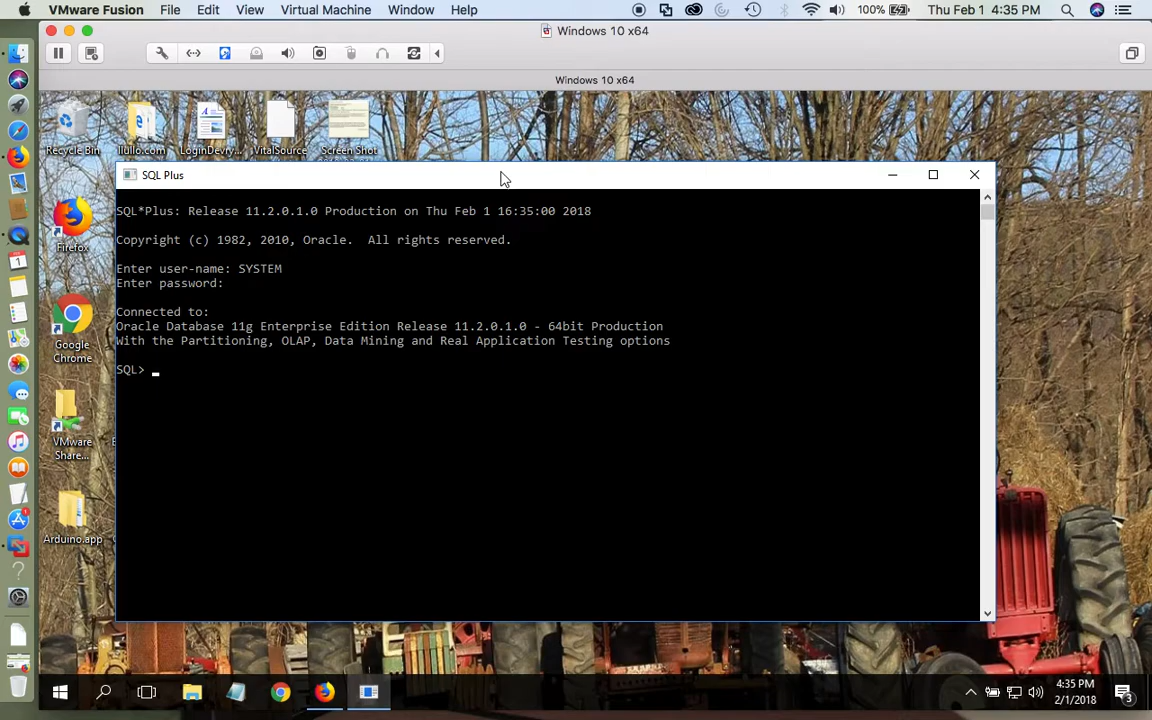 VMware Fusion File Edit View Virtual Machine Window Help 100% Thu Feb 1 4:35 PM
Windows 10 x64
Windows 10 x64
Recycle Bin lullo.com LoginDevry... VitalSource Screen Shot
SQL Plus
SQL*Plus: Release 11.2.0.1.0 Production on Thu Feb 1 16:35:00 2018
Copyright (c) 1982, 2010, Oracle.  All rights reserved.
Enter user-name: SYSTEM
Enter password:
Connected to:
Oracle Database 11g Enterprise Edition Release 11.2.0.1.0 - 64bit Production
With the Partitioning, OLAP, Data Mining and Real Application Testing options
SQL>
Firefox
Google
Chrome
VMware
Share...
Arduino.app
4:35 PM
2/1/2018
3